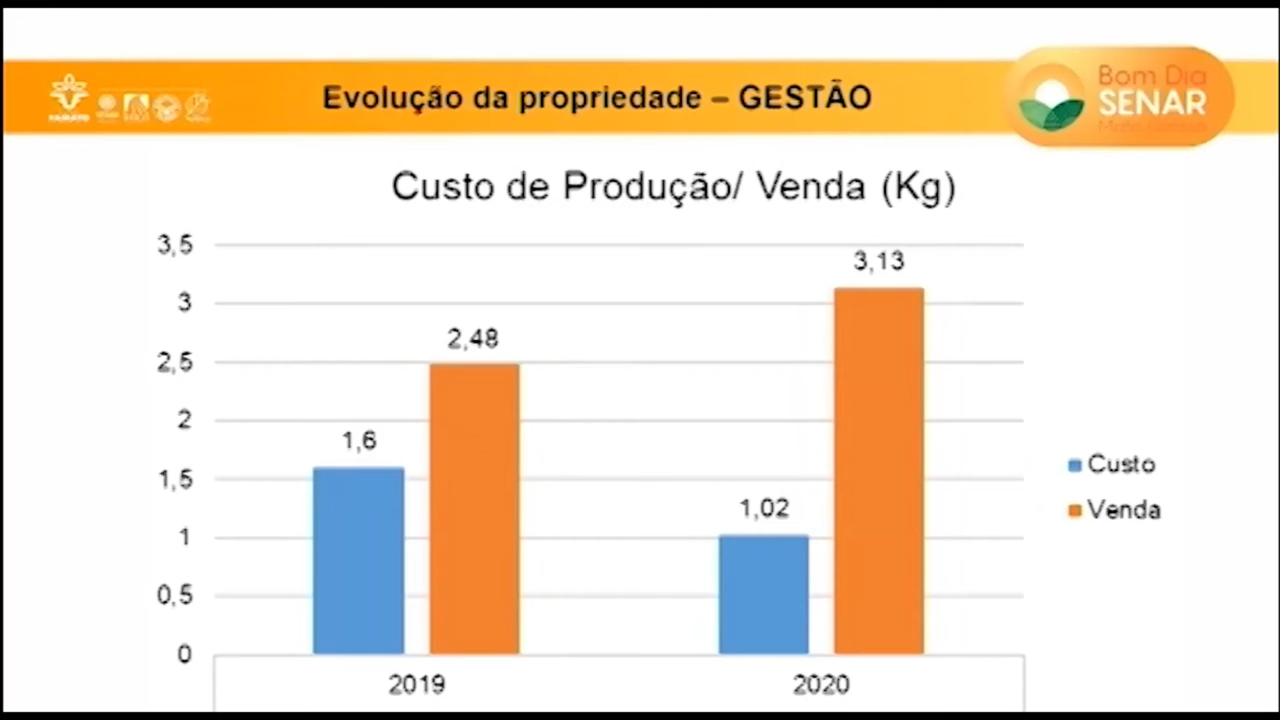 Evolução da propriedade – GESTÃO
Bom Dia
SENAR
Custo de Produção/ Venda (Kg)
3,5
3
2,5
2
1,5
1
0,5
0
1,6
2,48
1,02
3,13
2019
2020
Custo
Venda